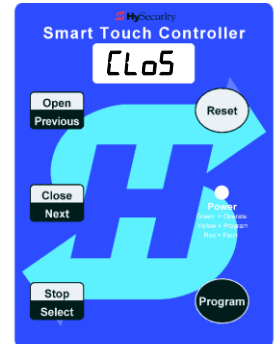 HySecurity
Smart Touch Controller
CLoS
Open
Previous
Reset
Close
Next
Power
Green = Operate
Yellow = Program
Red = Fault
Stop
Select
Program